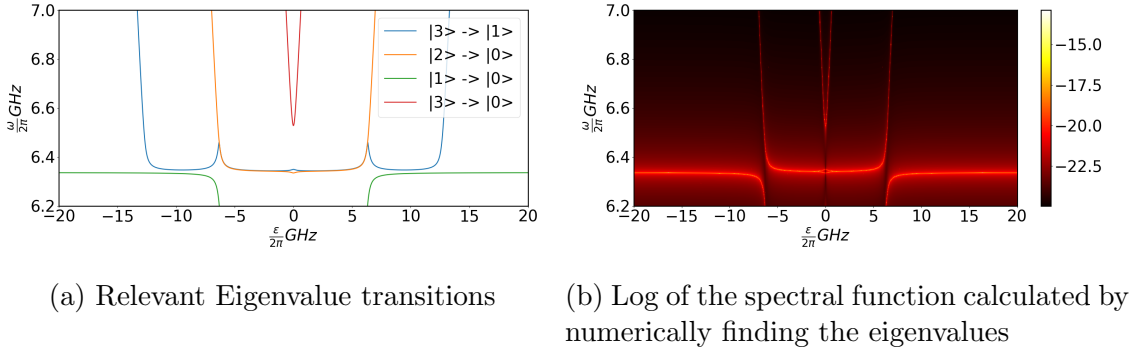 7.0
6.8
6.6
6.4
6.2
ω/2π GHz
−20 −15 −10 −5 0 5 10 15 20
ε/2π GHz
|3> -> |1>
|2> -> |0>
|1> -> |0>
|3> -> |0>
7.0
6.8
6.6
6.4
6.2
ω/2π GHz
−20 −15 −10 −5 0 5 10 15 20
ε/2π GHz
−15.0
−17.5
−20.0
−22.5
(a) Relevant Eigenvalue transitions
(b) Log of the spectral function calculated by
numerically finding the eigenvalues